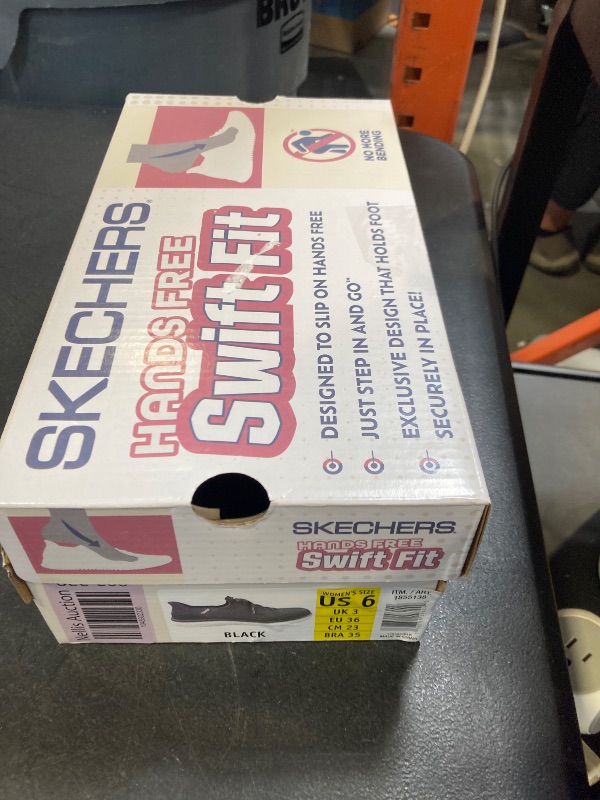 NO MORE
BENDING
SKECHERS
HANDS FREE
Swift Fit
DESIGNED TO SLIP ON HANDS FREE
JUST STEP IN AND GO™
EXCLUSIVE DESIGN THAT HOLDS FOOT
SECURELY IN PLACE!
SKECHERS
HANDS FREE
Swift Fit
Nellis Auction
BLACK
WOMEN'S SIZE
US 6
UK 3
EU 36
CM 23
BRA 35
ITM. / ART.